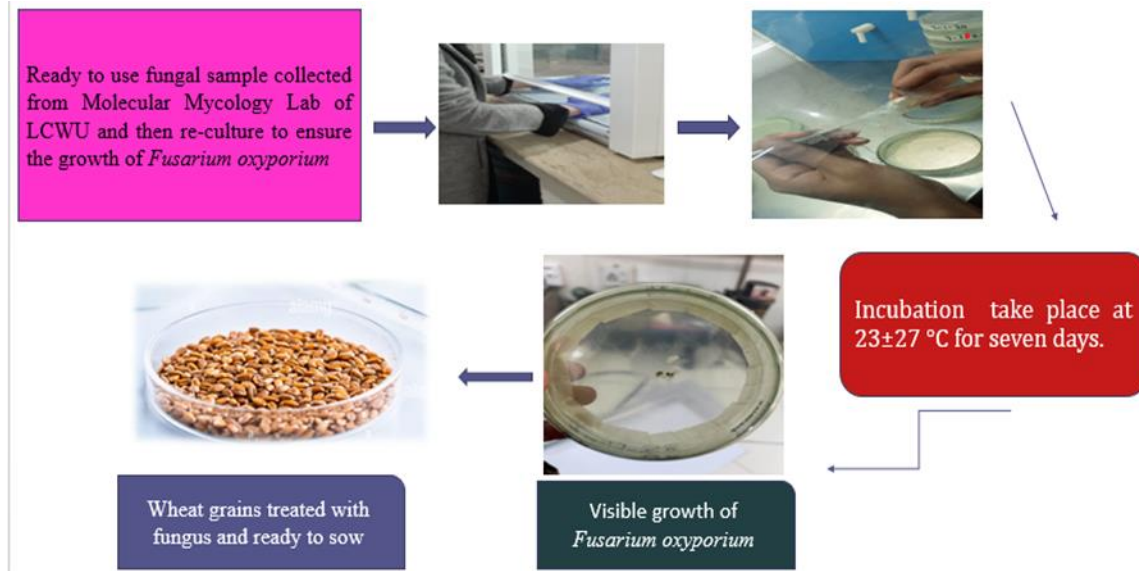 Ready to use fungal sample collected
from Molecular Mycology Lab of
LCWU and then re-culture to ensure
the growth of Fusarium oxyporium
Incubation take place at
23±27 °C for seven days.
alamy
Visible growth of
Fusarium oxyporium
Wheat grains treated with
fungus and ready to sow